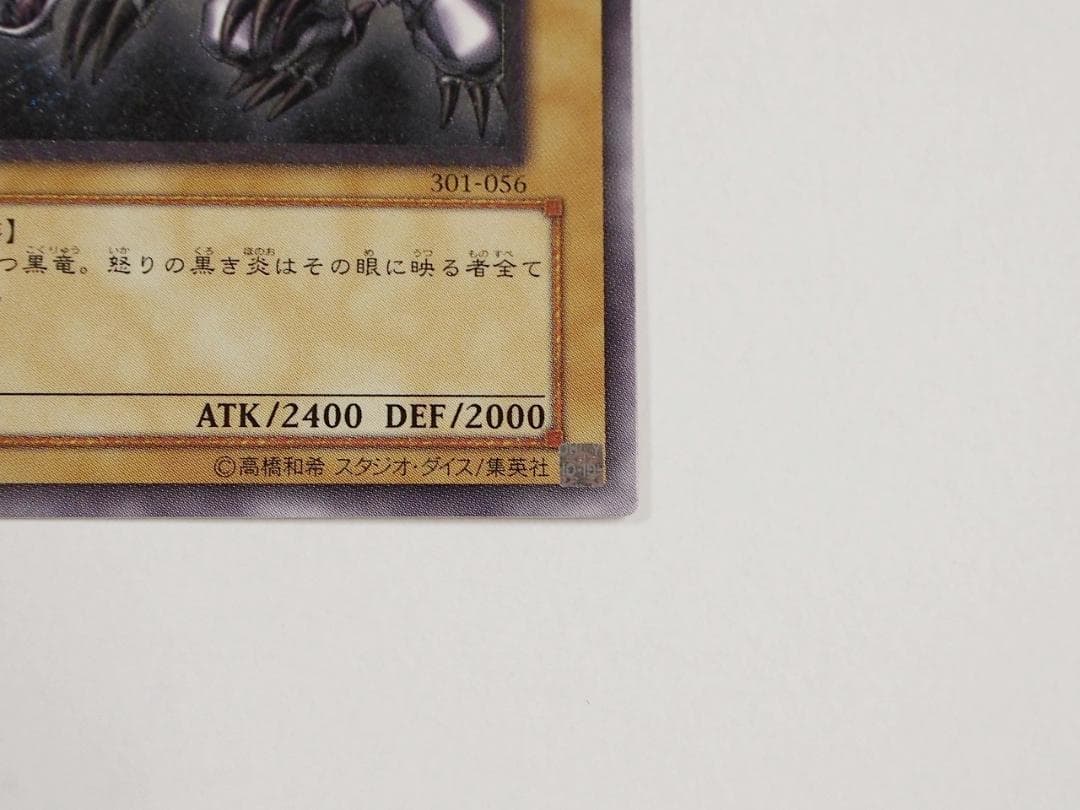 301-056
】
つ黒竜。怒りの黒き炎はその眼に映る者全て
ATK/2400 DEF/2000
©高橋和希 スタジオ・ダイス/集英社